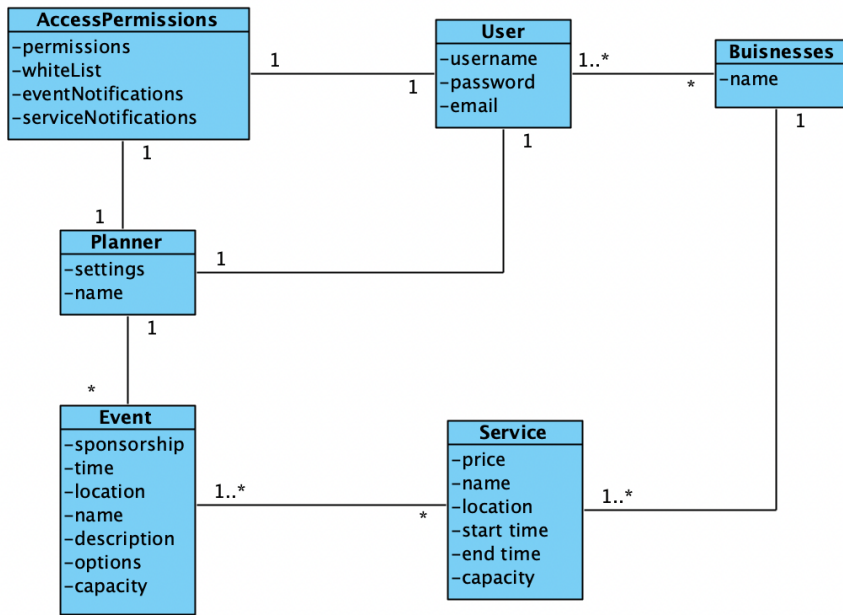 AccessPermissions
-permissions
-whiteList
-eventNotifications
-serviceNotifications
1
1
User
-username
-password
-email
1..*
*
Buisnesses
-name
1
1
1
1
Planner
-settings
-name
1
1
*
Event
-sponsorship
-time
-location
-name
-description
-options
-capacity
1..*
*
Service
-price
-name
-location
-start time
-end time
-capacity
1..*